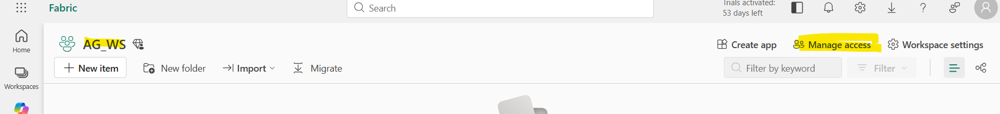 Fabric
Search
Trials activated:
53 days left
Home
Workspaces
AG_WS
Create app
Manage access
Workspace settings
New item
New folder
Import
Migrate
Filter by keyword
Filter